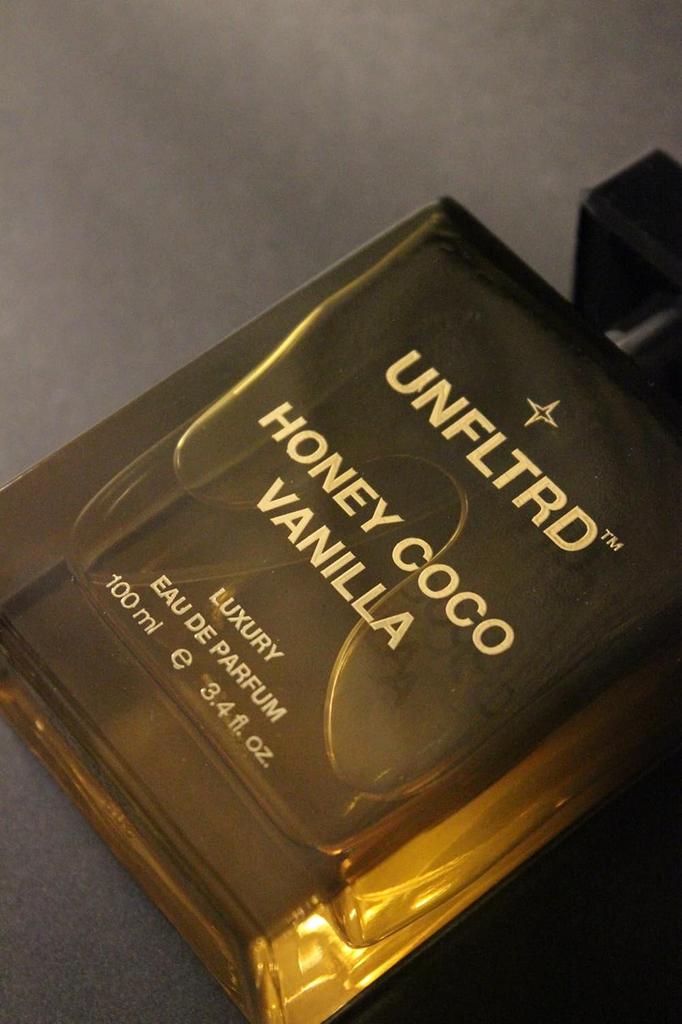 UNFLTRD™
HONEY COCO
VANILLA
LUXURY
EAU DE PARFUM
100 ml ℮ 3.4 fl. oz.